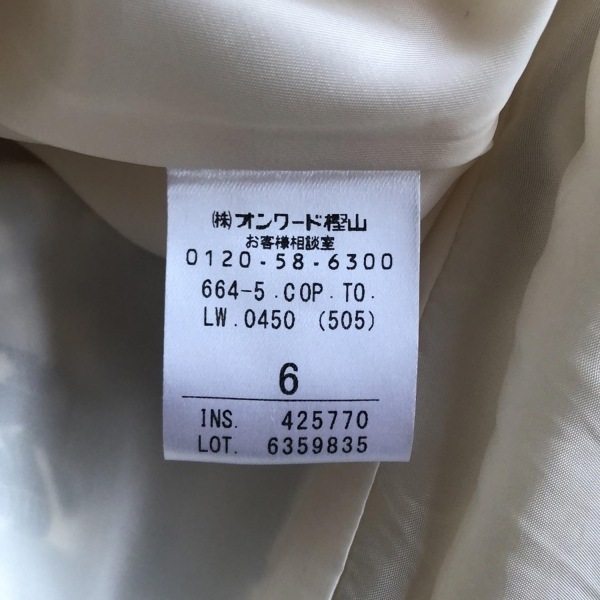 ㈱オンワード樫山
お客様相談室
0120-58-6300
664-5.COP.TO.
LW.0450 (505)
6
INS. 425770
LOT. 6359835